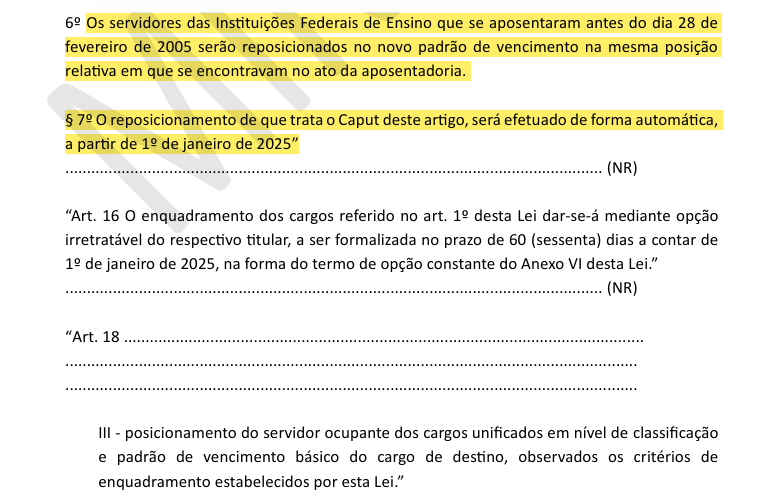 6º Os servidores das Instituições Federais de Ensino que se aposentaram antes do dia 28 de
fevereiro de 2005 serão reposicionados no novo padrão de vencimento na mesma posição
relativa em que se encontravam no ato da aposentadoria.
§ 7º O reposicionamento de que trata o Caput deste artigo, será efetuado de forma automática,
a partir de 1º de janeiro de 2025”
............................................................................................................................. (NR)
“Art. 16 O enquadramento dos cargos referido no art. 1º desta Lei dar-se-á mediante opção
irretratável do respectivo titular, a ser formalizada no prazo de 60 (sessenta) dias a contar de
1º de janeiro de 2025, na forma do termo de opção constante do Anexo VI desta Lei.”
............................................................................................................................. (NR)
“Art. 18 .........................................................................................................................
.....................................................................................................................................
.....................................................................................................................................
III - posicionamento do servidor ocupante dos cargos unificados em nível de classificação
e padrão de vencimento básico do cargo de destino, observados os critérios de
enquadramento estabelecidos por esta Lei.”